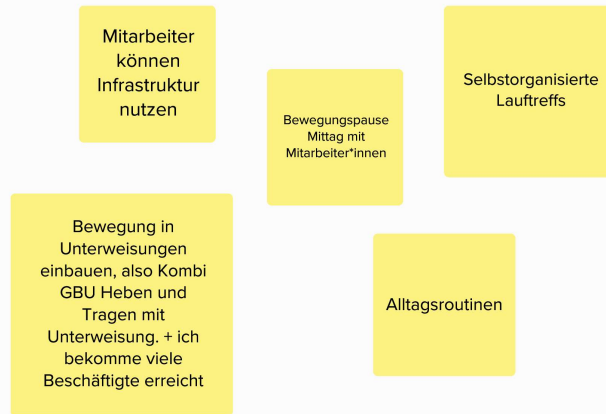 Mitarbeiter
können
Infrastruktur
nutzen
Bewegungspause
Mittag mit
Mitarbeiter*innen
Selbstorganisierte
Lauftreffs
Bewegung in
Unterweisungen
einbauen, also Kombi
GBU Heben und
Tragen mit
Unterweisung. + ich
bekomme viele
Beschäftigte erreicht
Alltagsroutinen